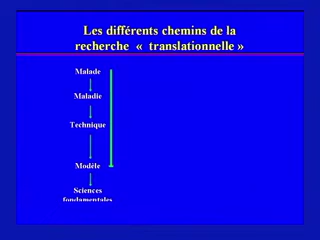 Les différents chemins de la
recherche « translationnelle »
Malade
Maladie
Technique
Modèle
Sciences
fondamentales